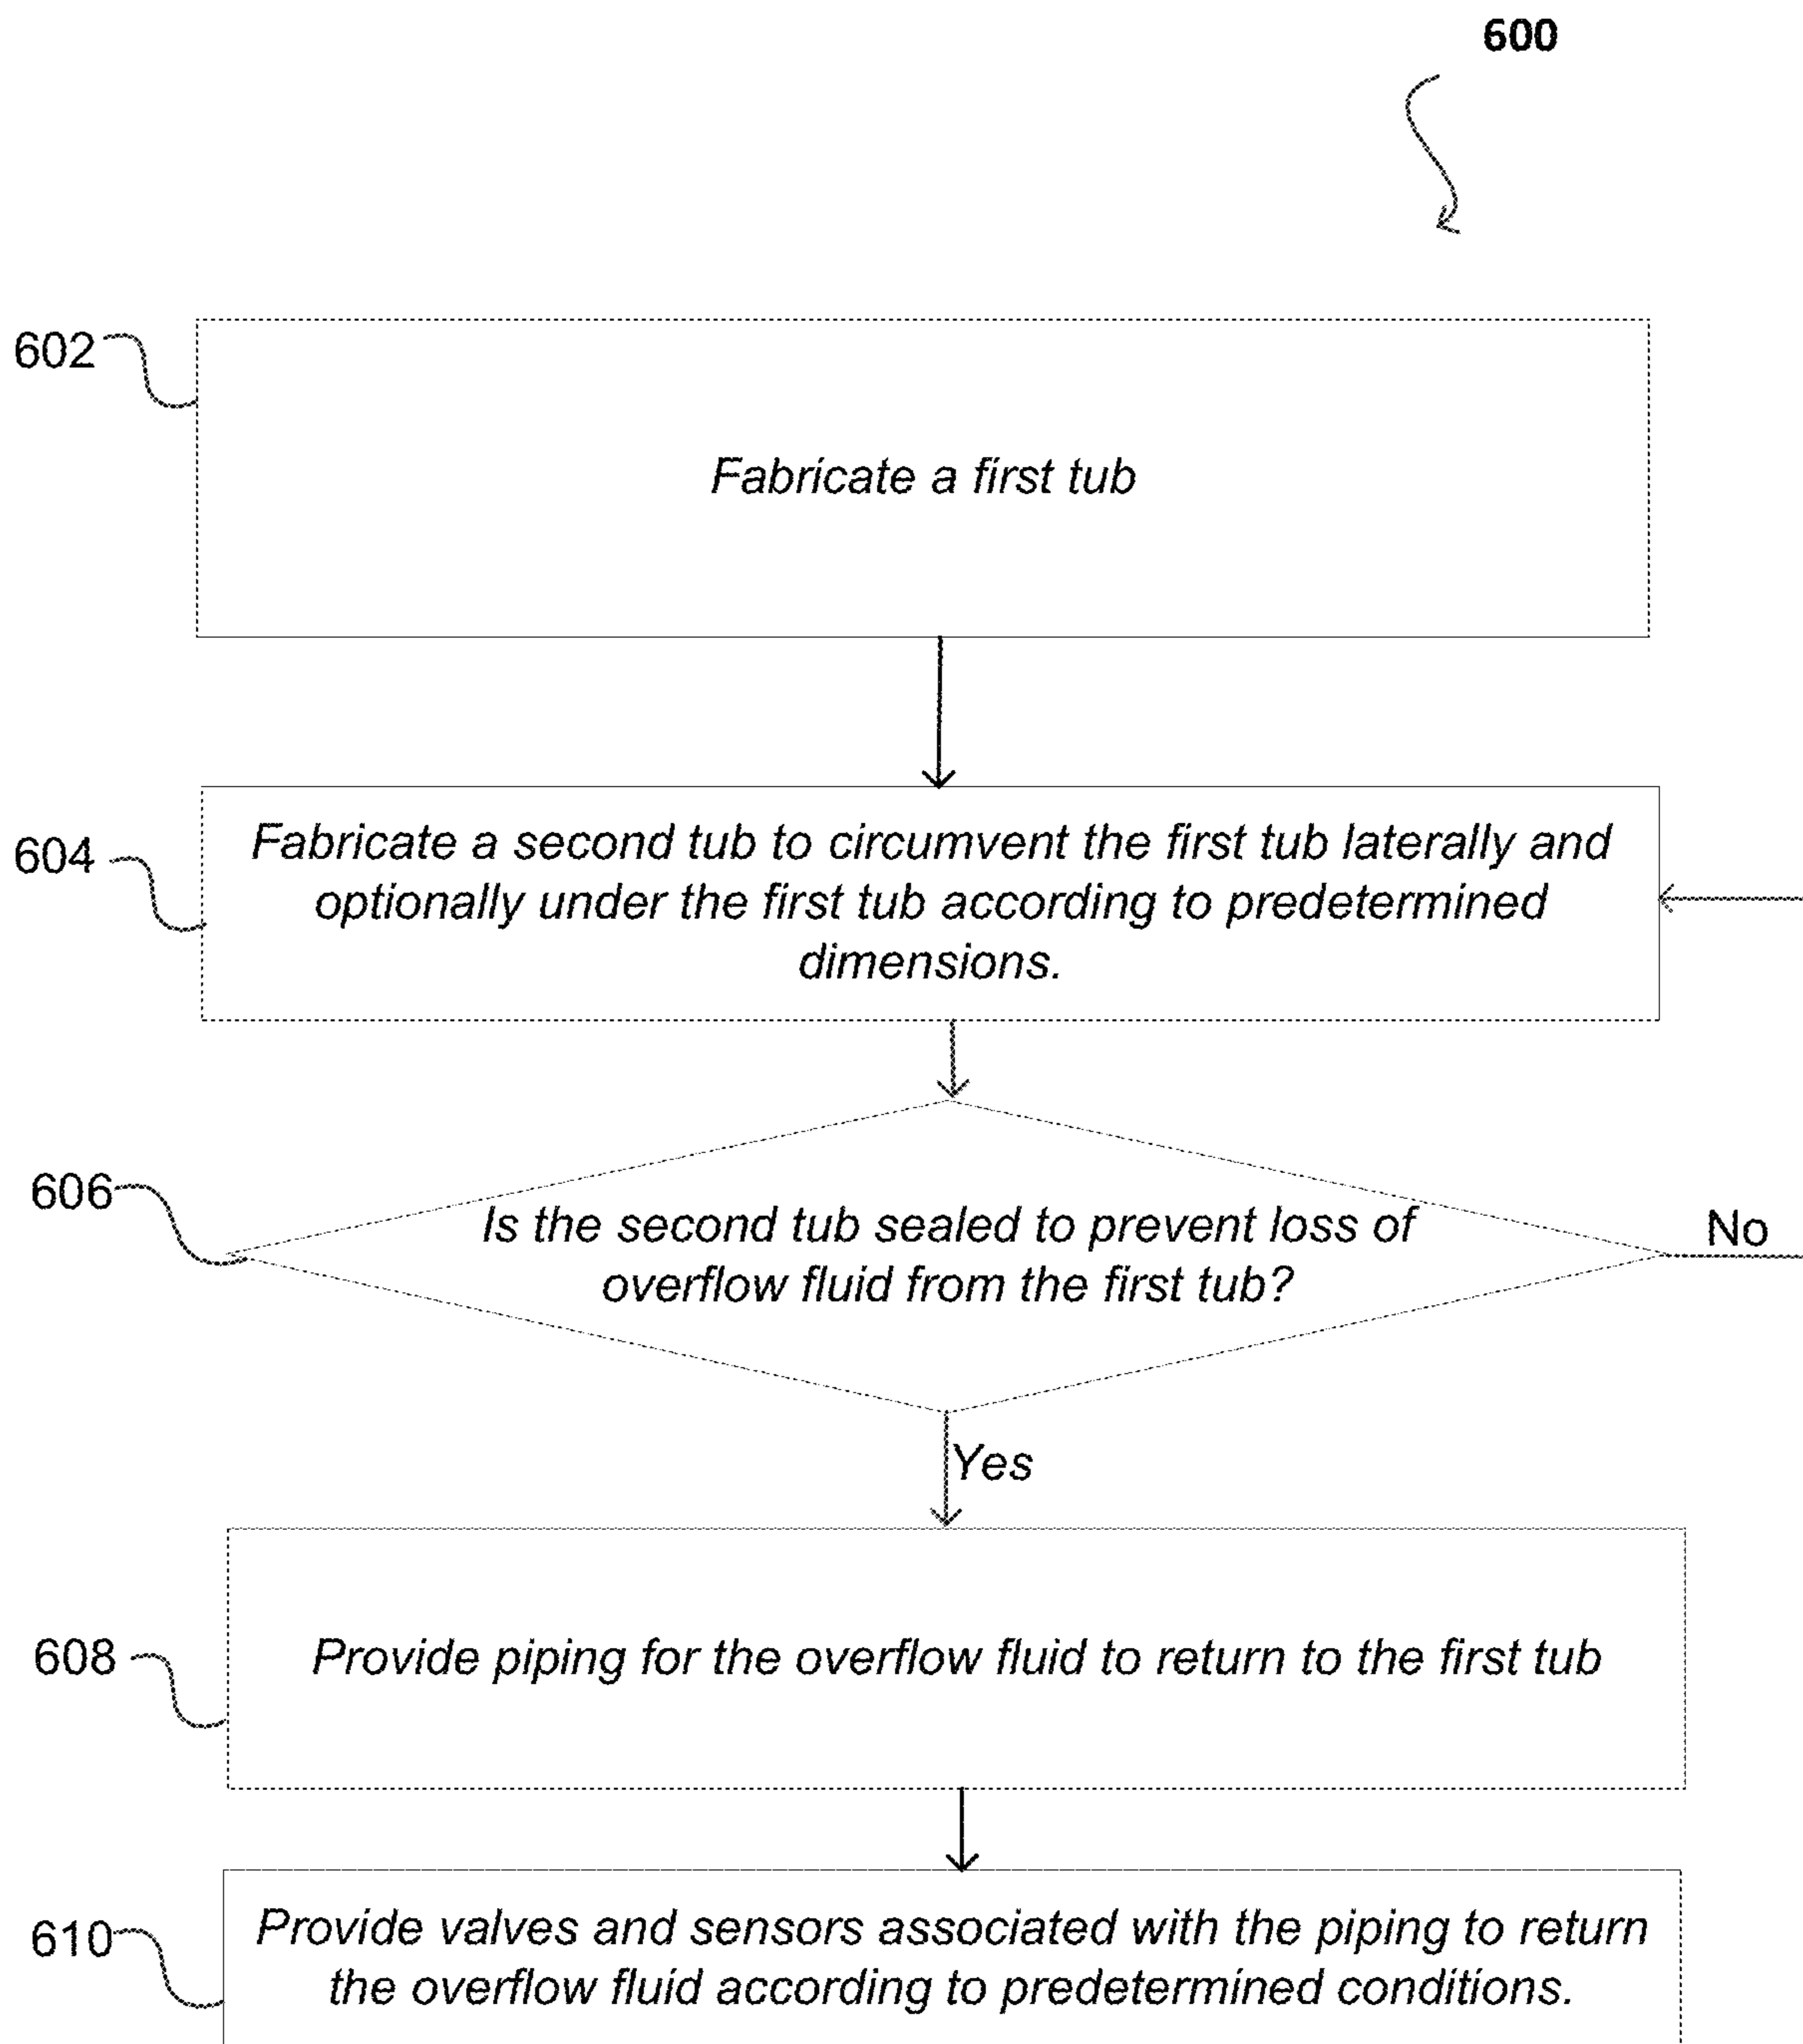 600
602
Fabricate a first tub
604
Fabricate a second tub to circumvent the first tub laterally and
optionally under the first tub according to predetermined
dimensions.
606
Is the second tub sealed to prevent loss of
overflow fluid from the first tub?
No
Yes
608
Provide piping for the overflow fluid to return to the first tub
610
Provide valves and sensors associated with the piping to return
the overflow fluid according to predetermined conditions.